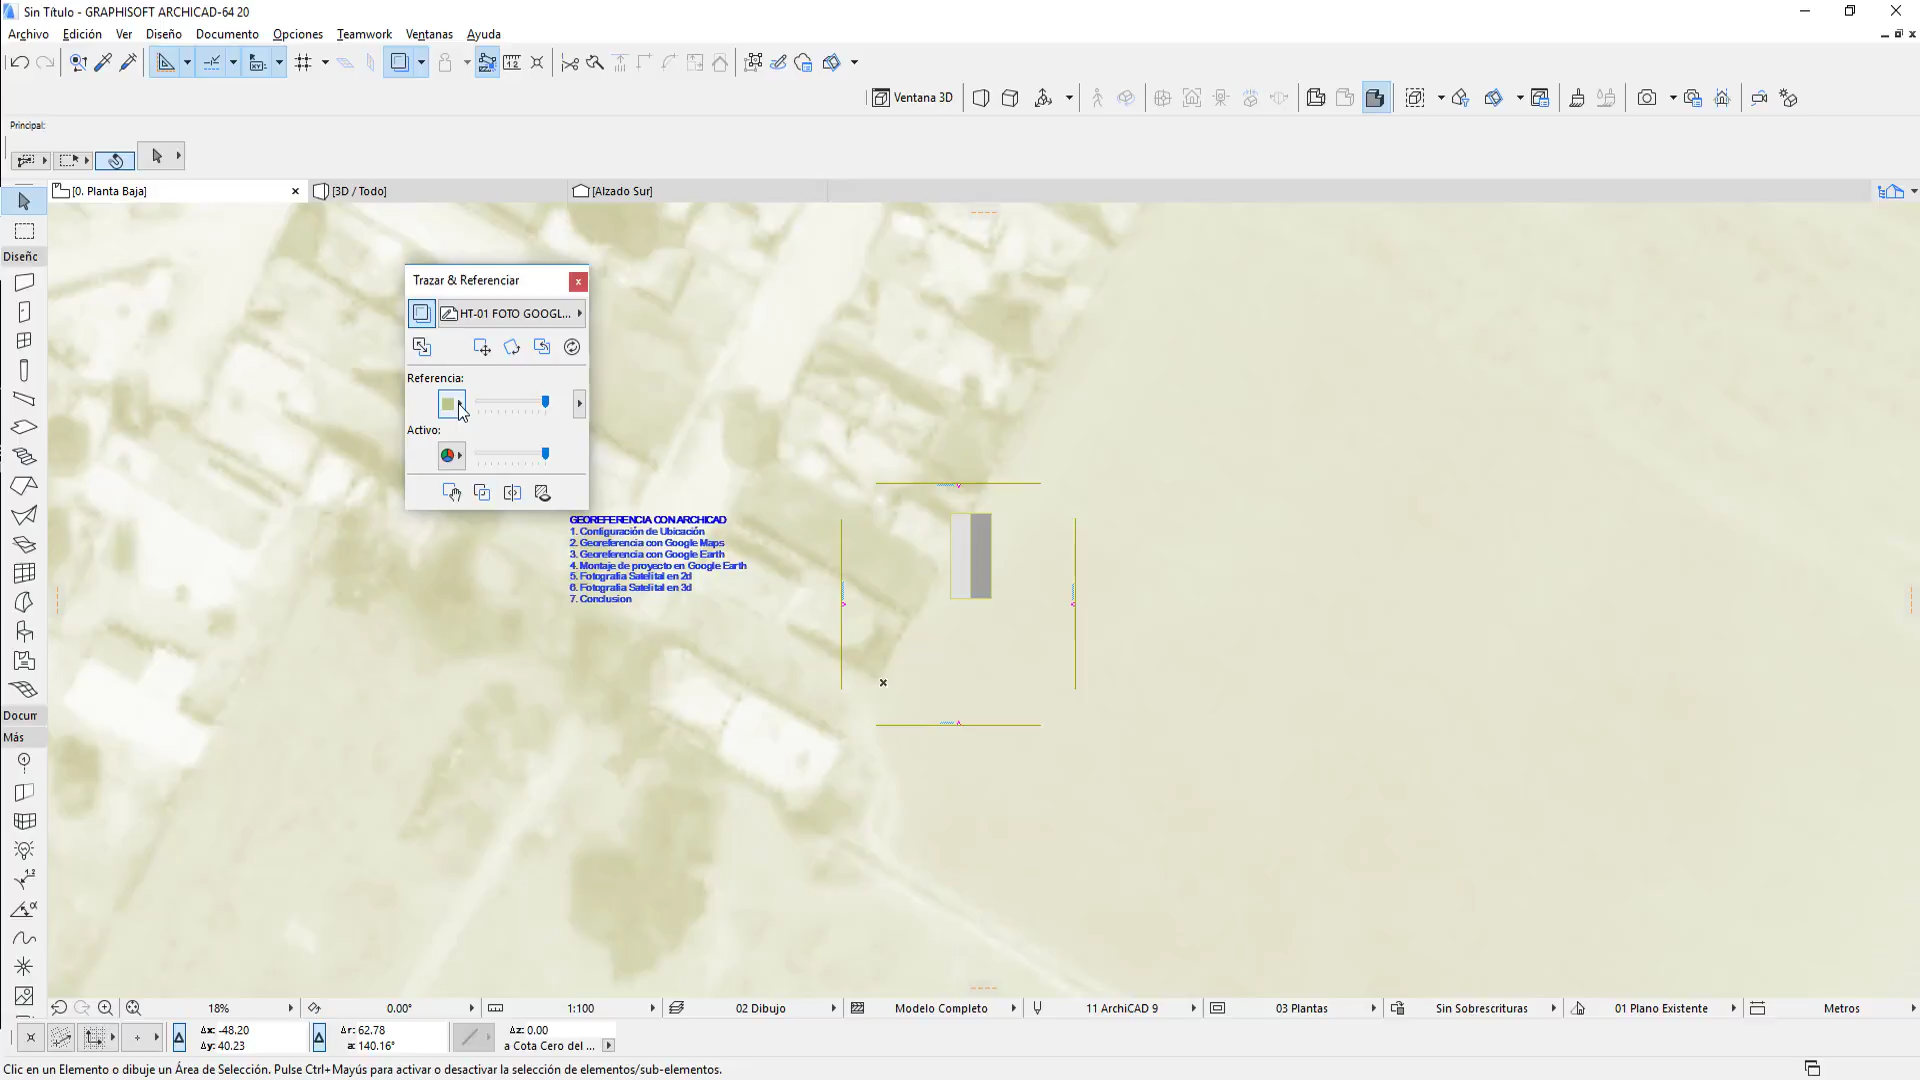 Sin Título - GRAPHISOFT ARCHICAD-64 20
Archivo Edición Ver Diseño Documento Opciones Teamwork Ventanas Ayuda
Ventana 3D
Principal:
[0. Planta Baja] [3D / Todo] [Alzado Sur]
Diseñc
Trazar & Referenciar
HT-01 FOTO GOOGL...
Referencia:
Activo:
GEOREFERENCIA CON ARCHICAD
1. Configuración de Ubicación
2. Georeferencia con Google Maps
3. Georeferencia con Google Earth
4. Montaje de proyecto en Google Earth
5. Fotografia Satelital en 2d
6. Fotografia Satelital en 3d
7. Conclusion
Docum
Más
18% 0.00° 1:100 02 Dibujo Modelo Completo 11 ArchiCAD 9 03 Plantas Sin Sobrescrituras 01 Plano Existente Metros
Δx: -48.20 Δr: 62.78 Δz: 0.00
Δy: 40.23 a: 140.16° a Cota Cero del ...
Clic en un Elemento o dibuje un Área de Selección. Pulse Ctrl+Mayús para activar o desactivar la selección de elementos/sub-elementos.